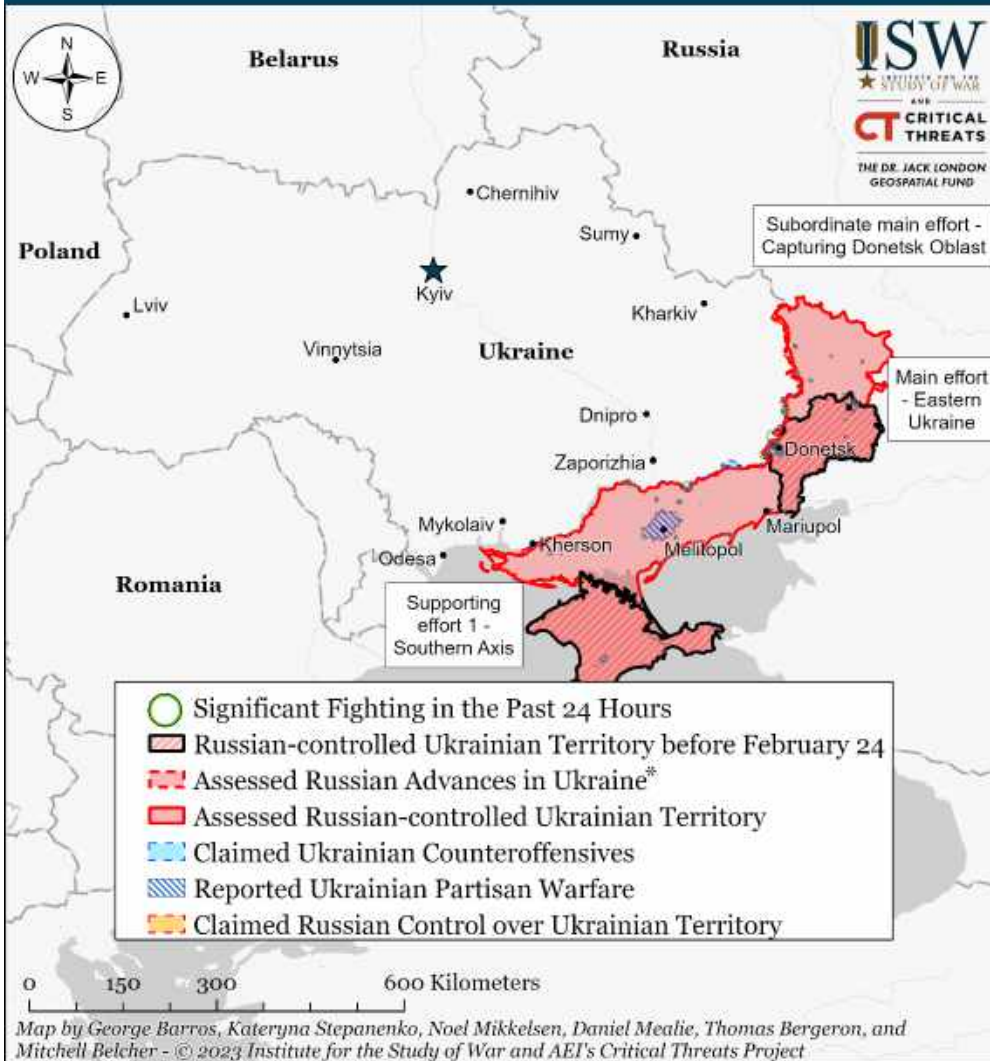 N
W
E
S
Belarus
Russia
ISW
INSTITUTE FOR THE
STUDY OF WAR
AND
CT CRITICAL
THREATS
THE DR. JACK LONDON
GEOSPATIAL FUND
Chernihiv
Sumy
Subordinate main effort -
Capturing Donetsk Oblast
Poland
Kyiv
Lviv
Kharkiv
Vinnytsia
Ukraine
Main effort
- Eastern
Ukraine
Dnipro
Donetsk
Zaporizhia
Mykolaiv
Mariupol
Kherson
Melitopol
Odesa
Romania
Supporting
effort 1 -
Southern Axis
Significant Fighting in the Past 24 Hours
Russian-controlled Ukrainian Territory before February 24
Assessed Russian Advances in Ukraine*
Assessed Russian-controlled Ukrainian Territory
Claimed Ukrainian Counteroffensives
Reported Ukrainian Partisan Warfare
Claimed Russian Control over Ukrainian Territory
0 150 300 600 Kilometers
Map by George Barros, Kateryna Stepanenko, Noel Mikkelsen, Daniel Mealie, Thomas Bergeron, and
Mitchell Belcher - © 2023 Institute for the Study of War and AEI's Critical Threats Project